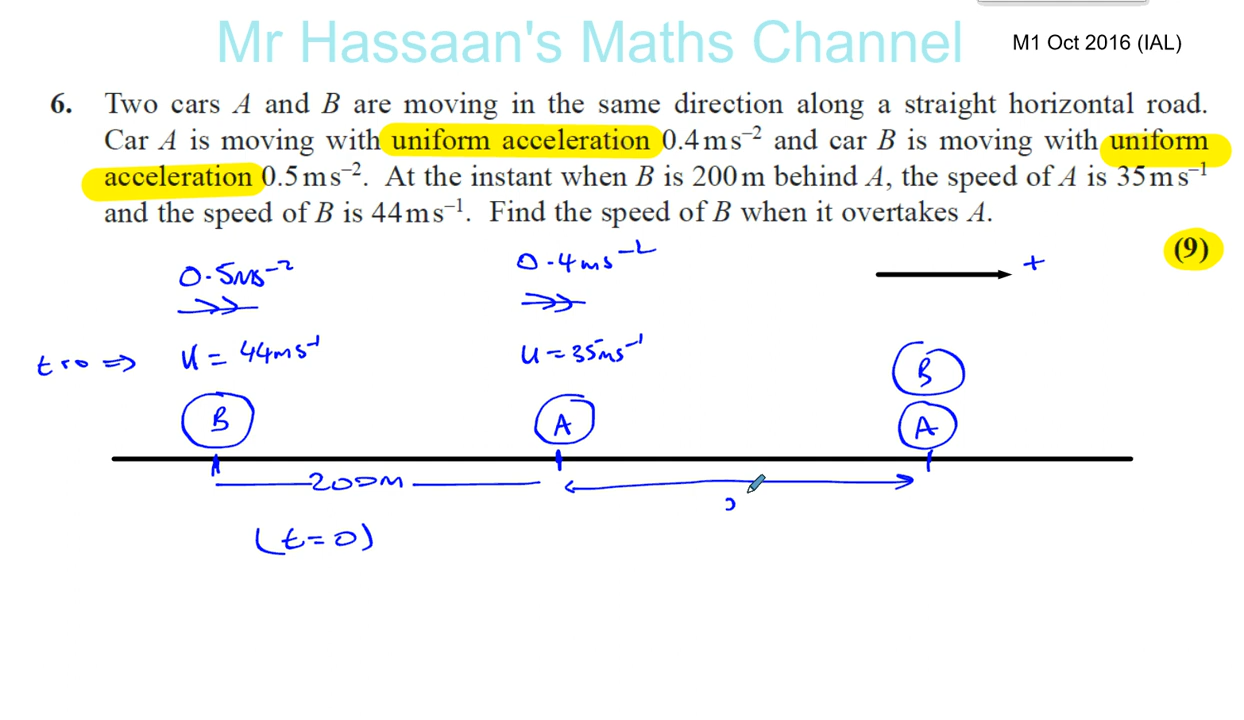 Mr Hassaan's Maths Channel
M1 Oct 2016 (IAL)
6. Two cars A and B are moving in the same direction along a straight horizontal road.
Car A is moving with uniform acceleration 0.4 m s⁻² and car B is moving with uniform
acceleration 0.5 m s⁻². At the instant when B is 200 m behind A, the speed of A is 35 m s⁻¹
and the speed of B is 44 m s⁻¹. Find the speed of B when it overtakes A.
(9)
0.5ms⁻² 0.4ms⁻² +
t=0 ⇒ u = 44ms⁻¹ u = 35ms⁻¹
B
B A A
200m
(t=0)